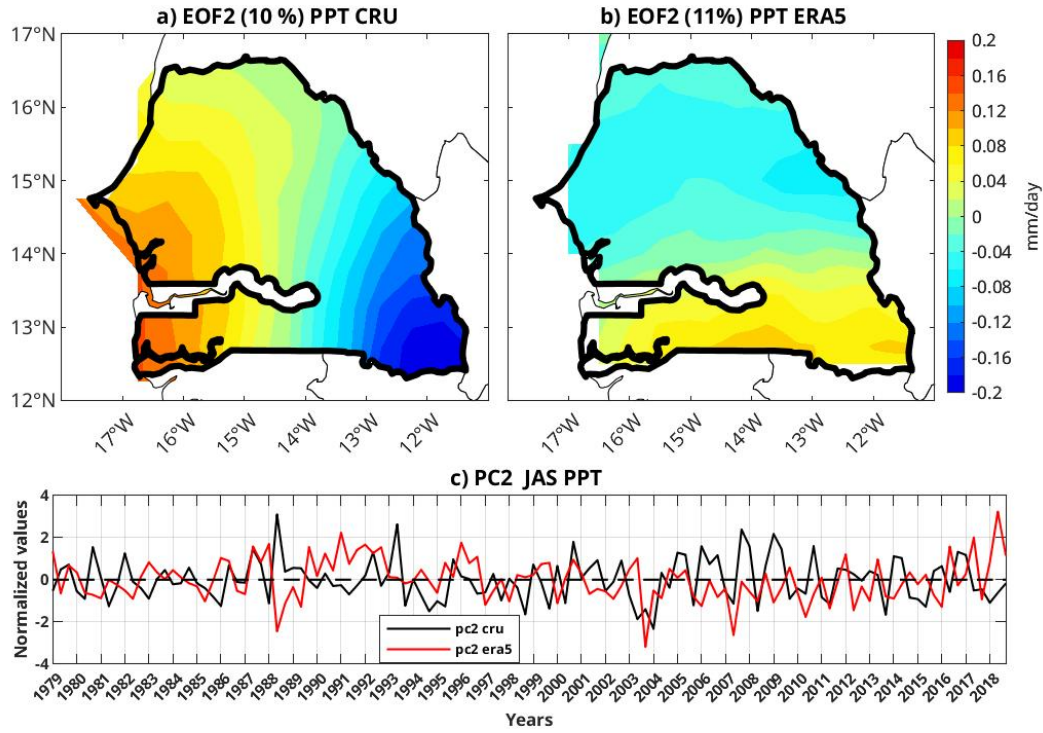 a) EOF2 (10 %) PPT CRU
b) EOF2 (11%) PPT ERA5
17°N
16°N
15°N
14°N
13°N
12°N
17°W
16°W
15°W
14°W
13°W
12°W
17°W
16°W
15°W
14°W
13°W
12°W
0.2
0.16
0.12
0.08
0.04
0
-0.04
-0.08
-0.12
-0.16
-0.2
mm/day
c) PC2 JAS PPT
Normalized values
4
2
0
-2
-4
pc2 cru
pc2 era5
1979
1980
1981
1982
1983
1984
1985
1986
1987
1988
1989
1990
1991
1992
1993
1994
1995
1996
1997
1998
1999
2000
2001
2002
2003
2004
2005
2006
2007
2008
2009
2010
2011
2012
2013
2014
2015
2016
2017
2018
Years